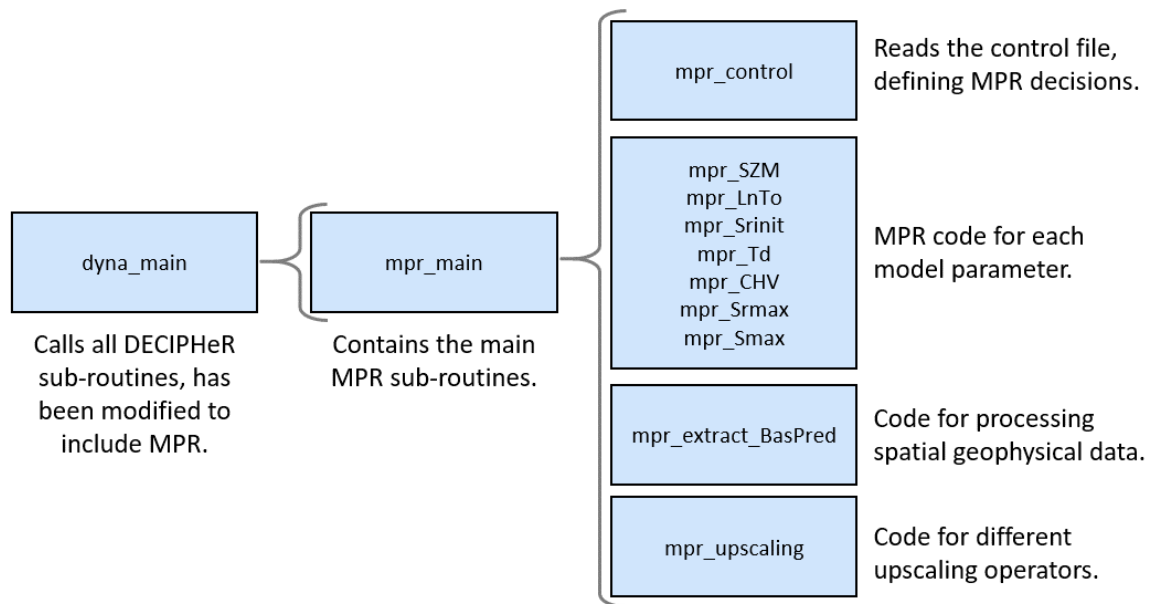 dyna_main
Calls all DECIPHeR
sub-routines, has
been modified to
include MPR.
mpr_main
Contains the main
MPR sub-routines.
mpr_control
Reads the control file,
defining MPR decisions.
mpr_SZM
mpr_LnTo
mpr_Srinit
mpr_Td
mpr_CHV
mpr_Srmax
mpr_Smax
MPR code for each
model parameter.
mpr_extract_BasPred
Code for processing
spatial geophysical data.
mpr_upscaling
Code for different
upscaling operators.